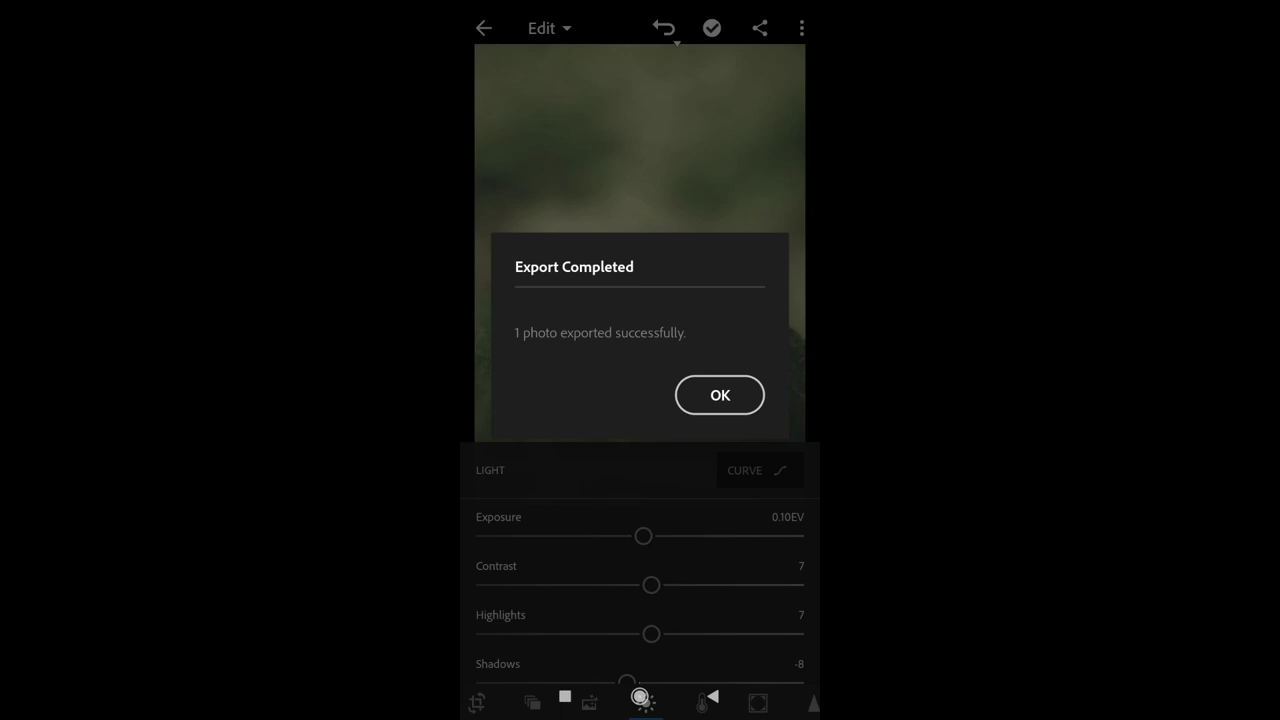 Edit
Export Completed
1 photo exported successfully.
OK
LIGHT
CURVE
Exposure 0.10EV
Contrast 7
Highlights 7
Shadows -8